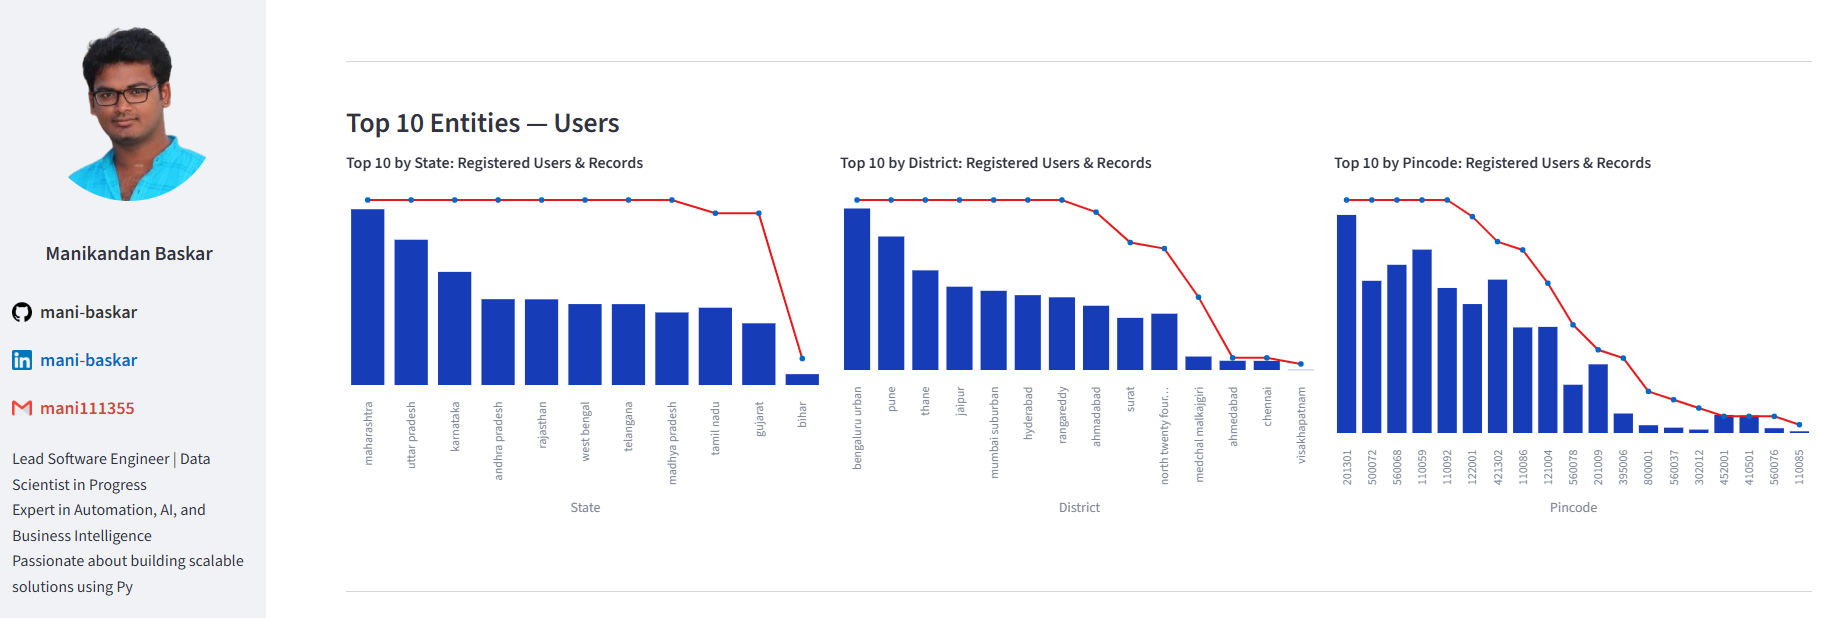 Manikandan Baskar
mani-baskar
mani-baskar
mani111355
Lead Software Engineer | Data
Scientist in Progress
Expert in Automation, AI, and
Business Intelligence
Passionate about building scalable
solutions using Py
Top 10 Entities — Users
Top 10 by State: Registered Users & Records
maharashtra
uttar pradesh
karnataka
andhra pradesh
rajasthan
west bengal
telangana
madhya pradesh
tamil nadu
gujarat
bihar
State
Top 10 by District: Registered Users & Records
bengaluru urban
pune
thane
jaipur
mumbai suburban
hyderabad
rangareddy
ahmadabad
surat
north twenty four…
medchal malkajgiri
ahmedabad
chennai
visakhapatnam
District
Top 10 by Pincode: Registered Users & Records
201301
500072
560068
110059
110092
122001
421302
110086
121004
560078
201009
395006
800001
560037
302012
452001
410501
560076
110085
Pincode